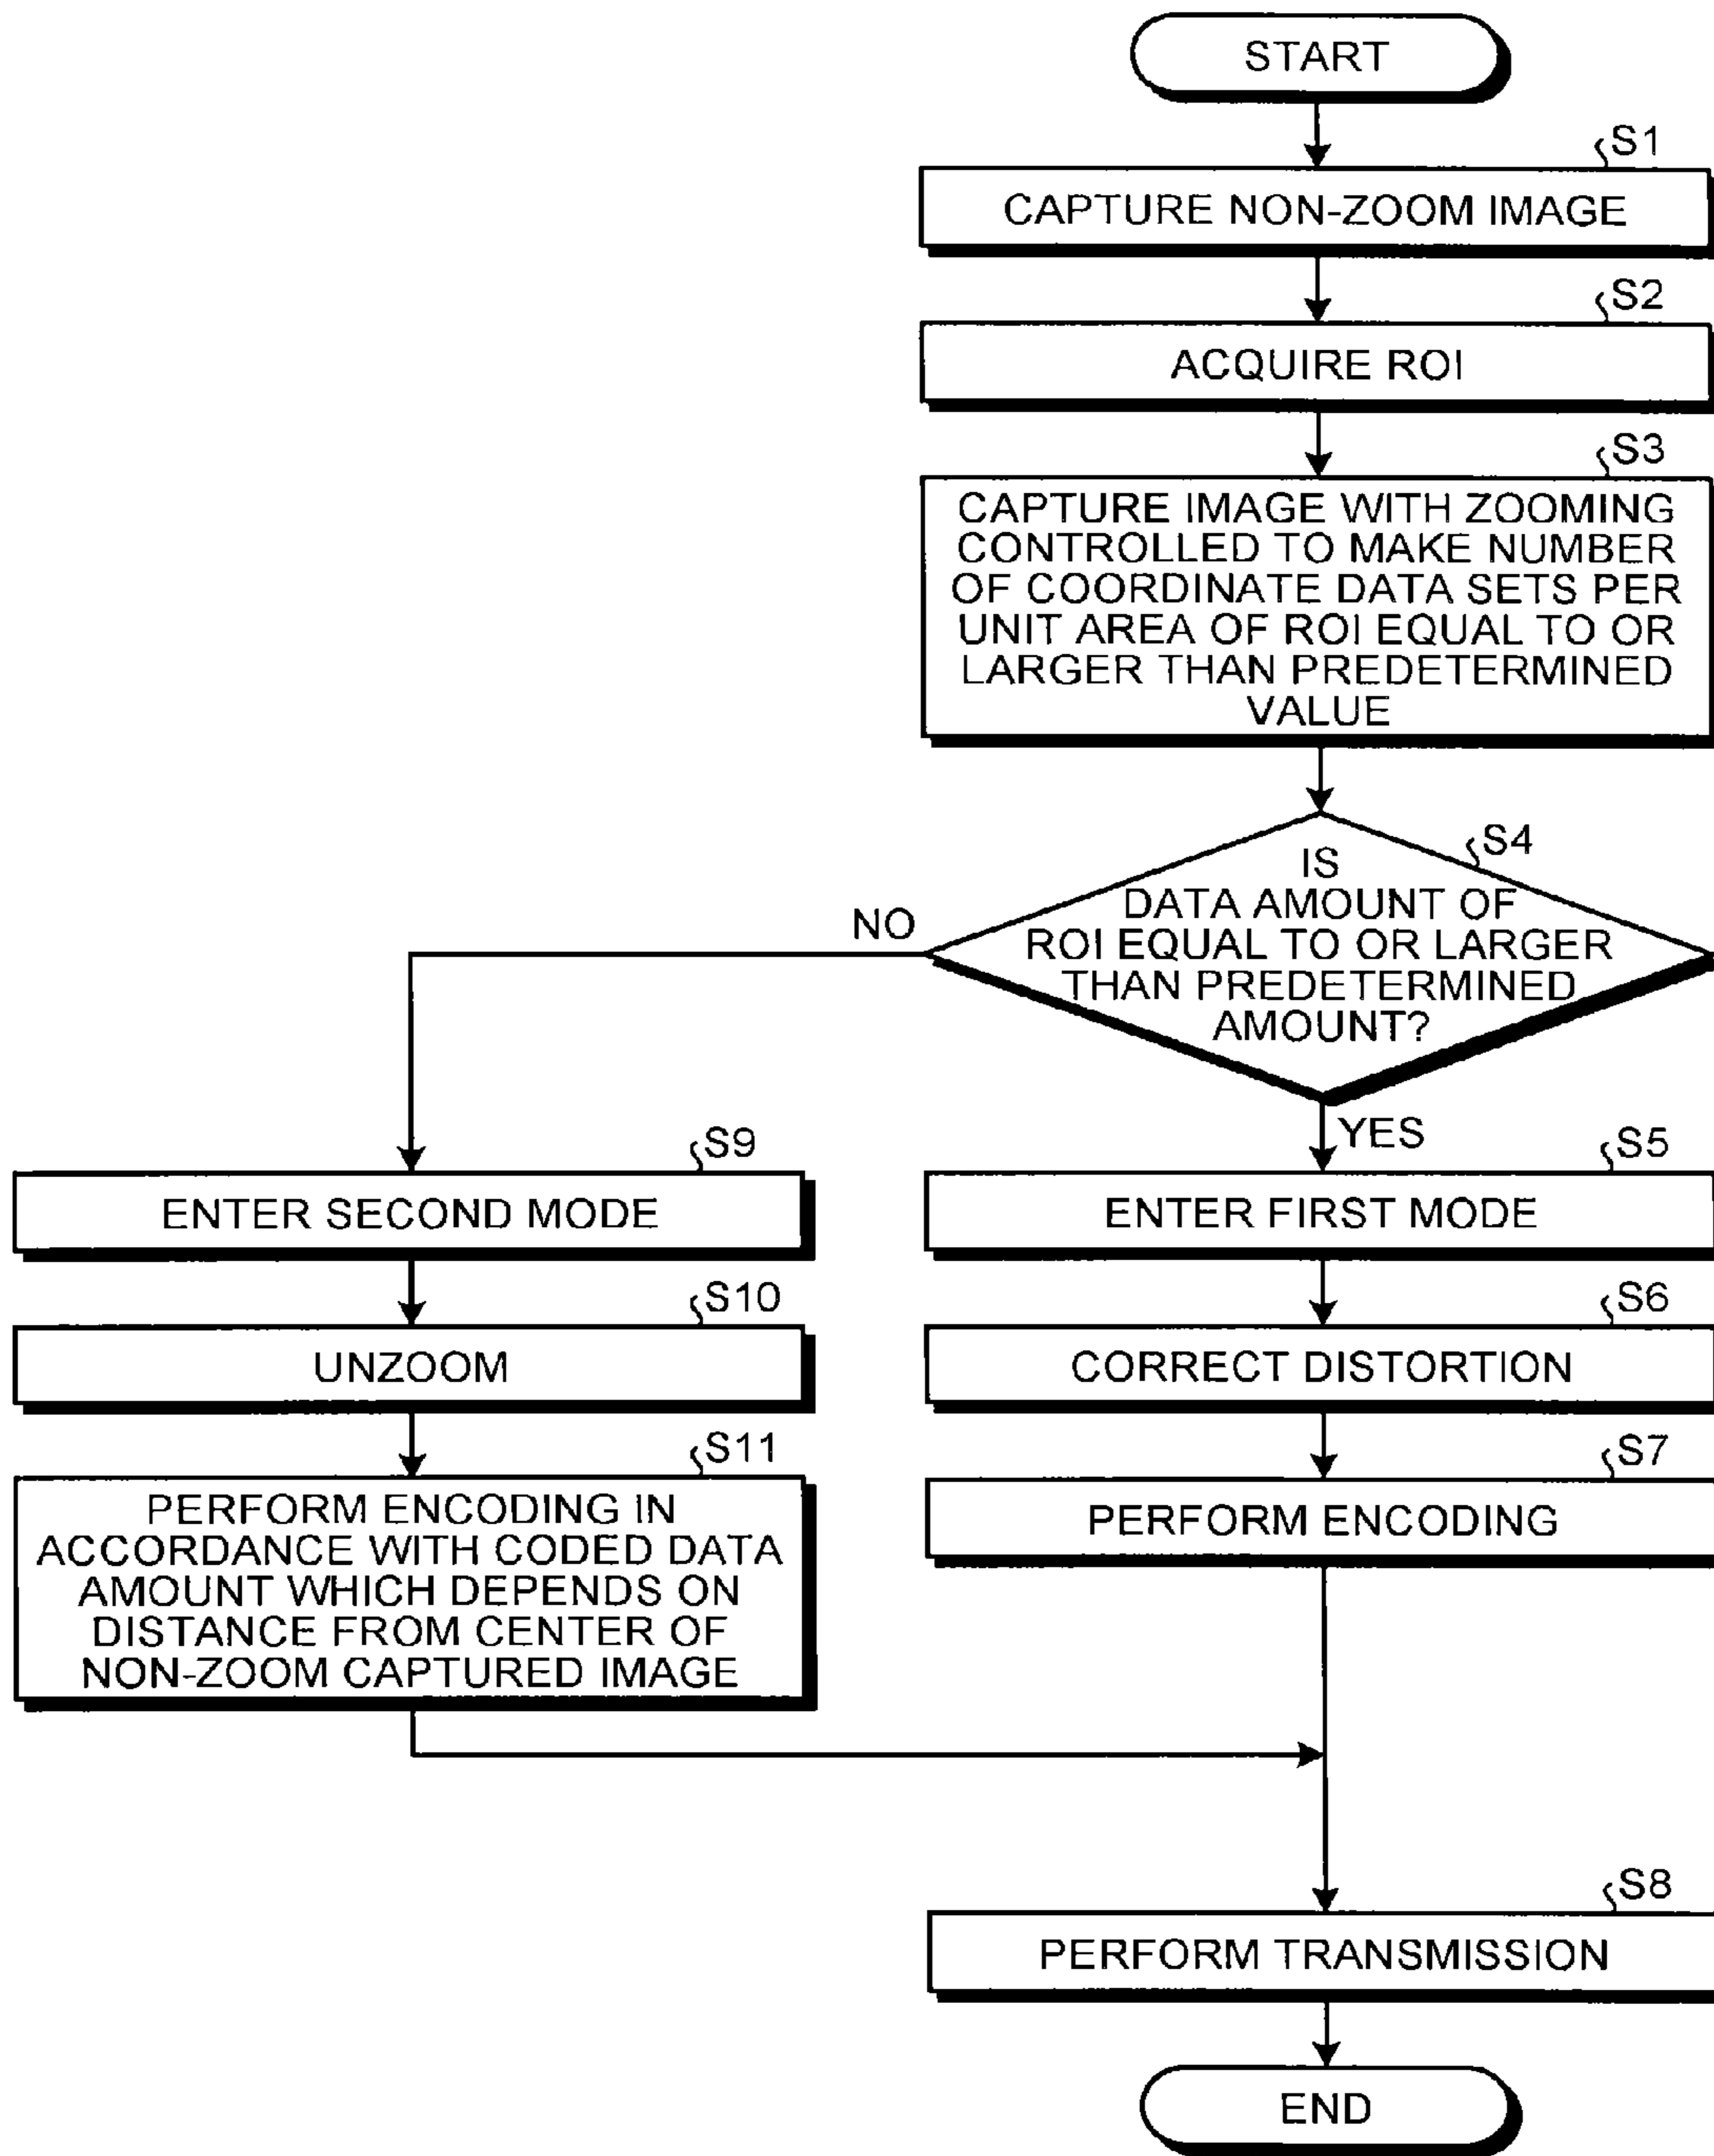 START
S1
CAPTURE NON-ZOOM IMAGE
S2
ACQUIRE ROI
S3
CAPTURE IMAGE WITH ZOOMING
CONTROLLED TO MAKE NUMBER
OF COORDINATE DATA SETS PER
UNIT AREA OF ROI EQUAL TO OR
LARGER THAN PREDETERMINED
VALUE
S4
IS
DATA AMOUNT OF
ROI EQUAL TO OR LARGER
THAN PREDETERMINED
AMOUNT?
NO
YES
S9
ENTER SECOND MODE
S5
ENTER FIRST MODE
S10
UNZOOM
S6
CORRECT DISTORTION
S11
PERFORM ENCODING IN
ACCORDANCE WITH CODED DATA
AMOUNT WHICH DEPENDS ON
DISTANCE FROM CENTER OF
NON-ZOOM CAPTURED IMAGE
S7
PERFORM ENCODING
S8
PERFORM TRANSMISSION
END